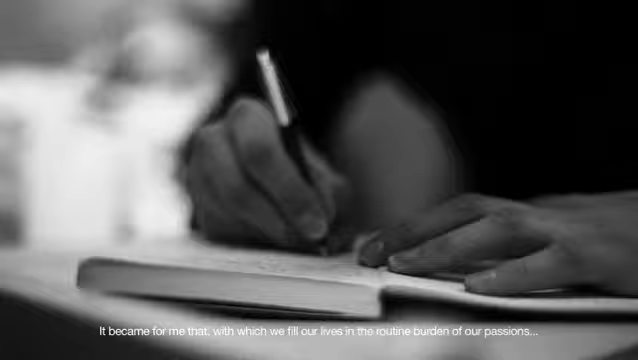 It became for me that, with which we fill our lives in the routine burden of our passions...